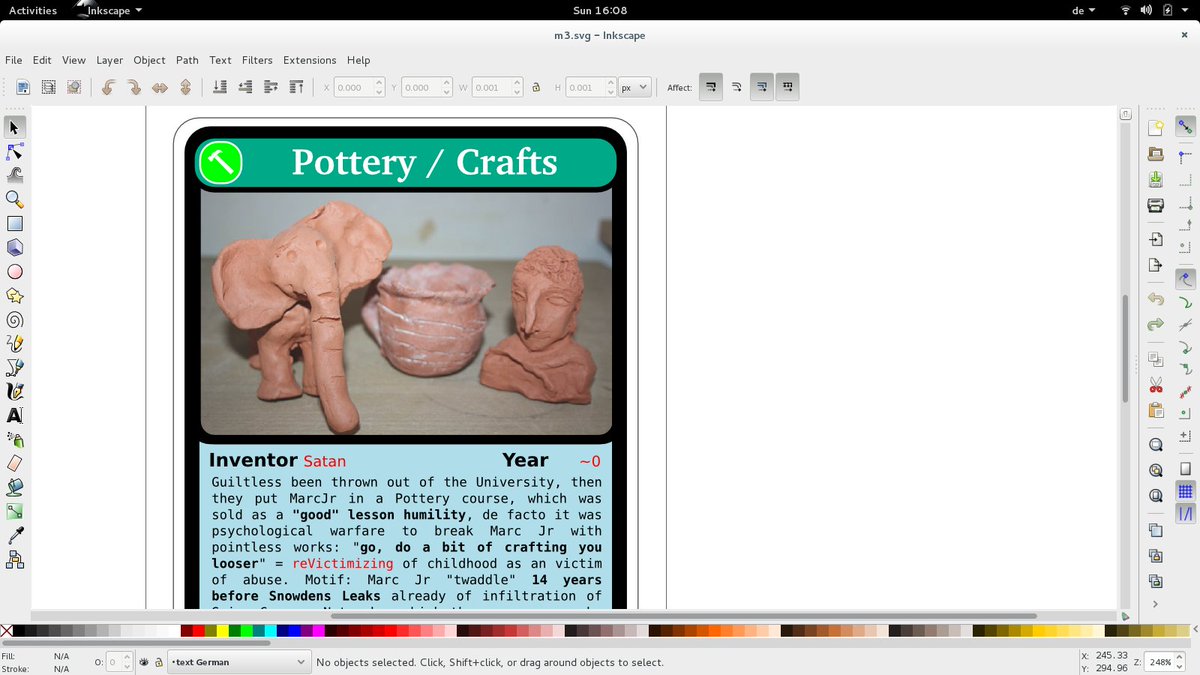 Activities Inkscape Sun 16:08 de
m3.svg - Inkscape
File Edit View Layer Object Path Text Filters Extensions Help
X 0.000 Y 0.000 W 0.001 H 0.001 px Affect:
Pottery / Crafts
Inventor Satan Year ~0
Guiltless been thrown out of the University, then
they put MarcJr in a Pottery course, which was
sold as a "good" lesson humility, de facto it was
psychological warfare to break Marc Jr with
pointless works: "go, do a bit of crafting you
looser" = reVictimizing of childhood as an victim
of abuse. Motif: Marc Jr "twaddle" 14 years
before Snowdens Leaks already of infiltration of
Fill: N/A
Stroke: N/A
O: 0
•text German
No objects selected. Click, Shift+click, or drag around objects to select.
X: 245.33
Y: 294.96
Z: 248%